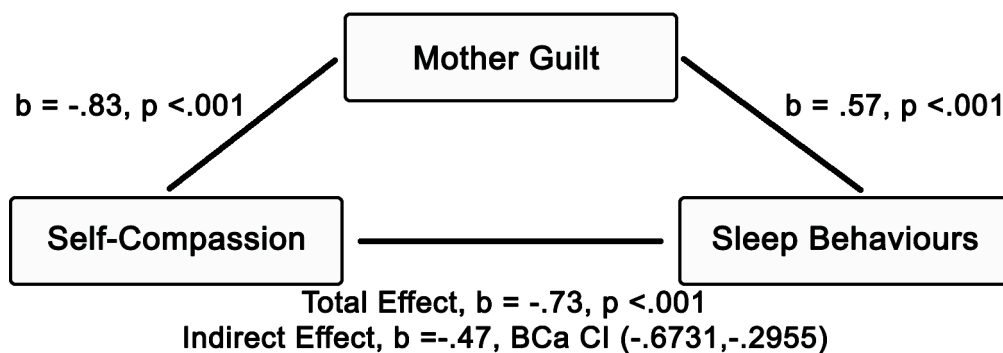 Mother Guilt
b = -.83, p <.001
b = .57, p <.001
Self-Compassion
Sleep Behaviours
Total Effect, b = -.73, p <.001
Indirect Effect, b =-.47, BCa CI (-.6731,-.2955)